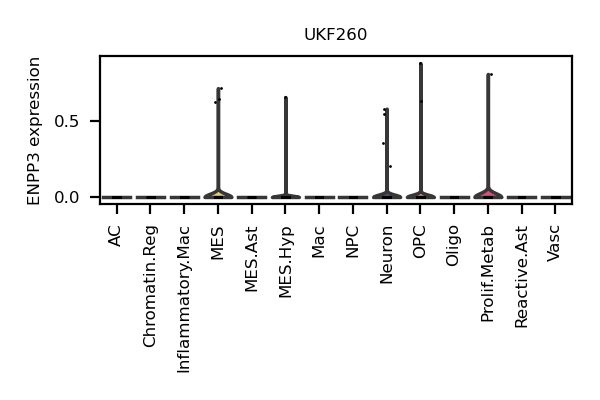 UKF260
ENPP3 expression
0.5
0.0
AC
Chromatin.Reg
Inflammatory.Mac
MES
MES.Ast
MES.Hyp
Mac
NPC
Neuron
OPC
Oligo
Prolif.Metab
Reactive.Ast
Vasc